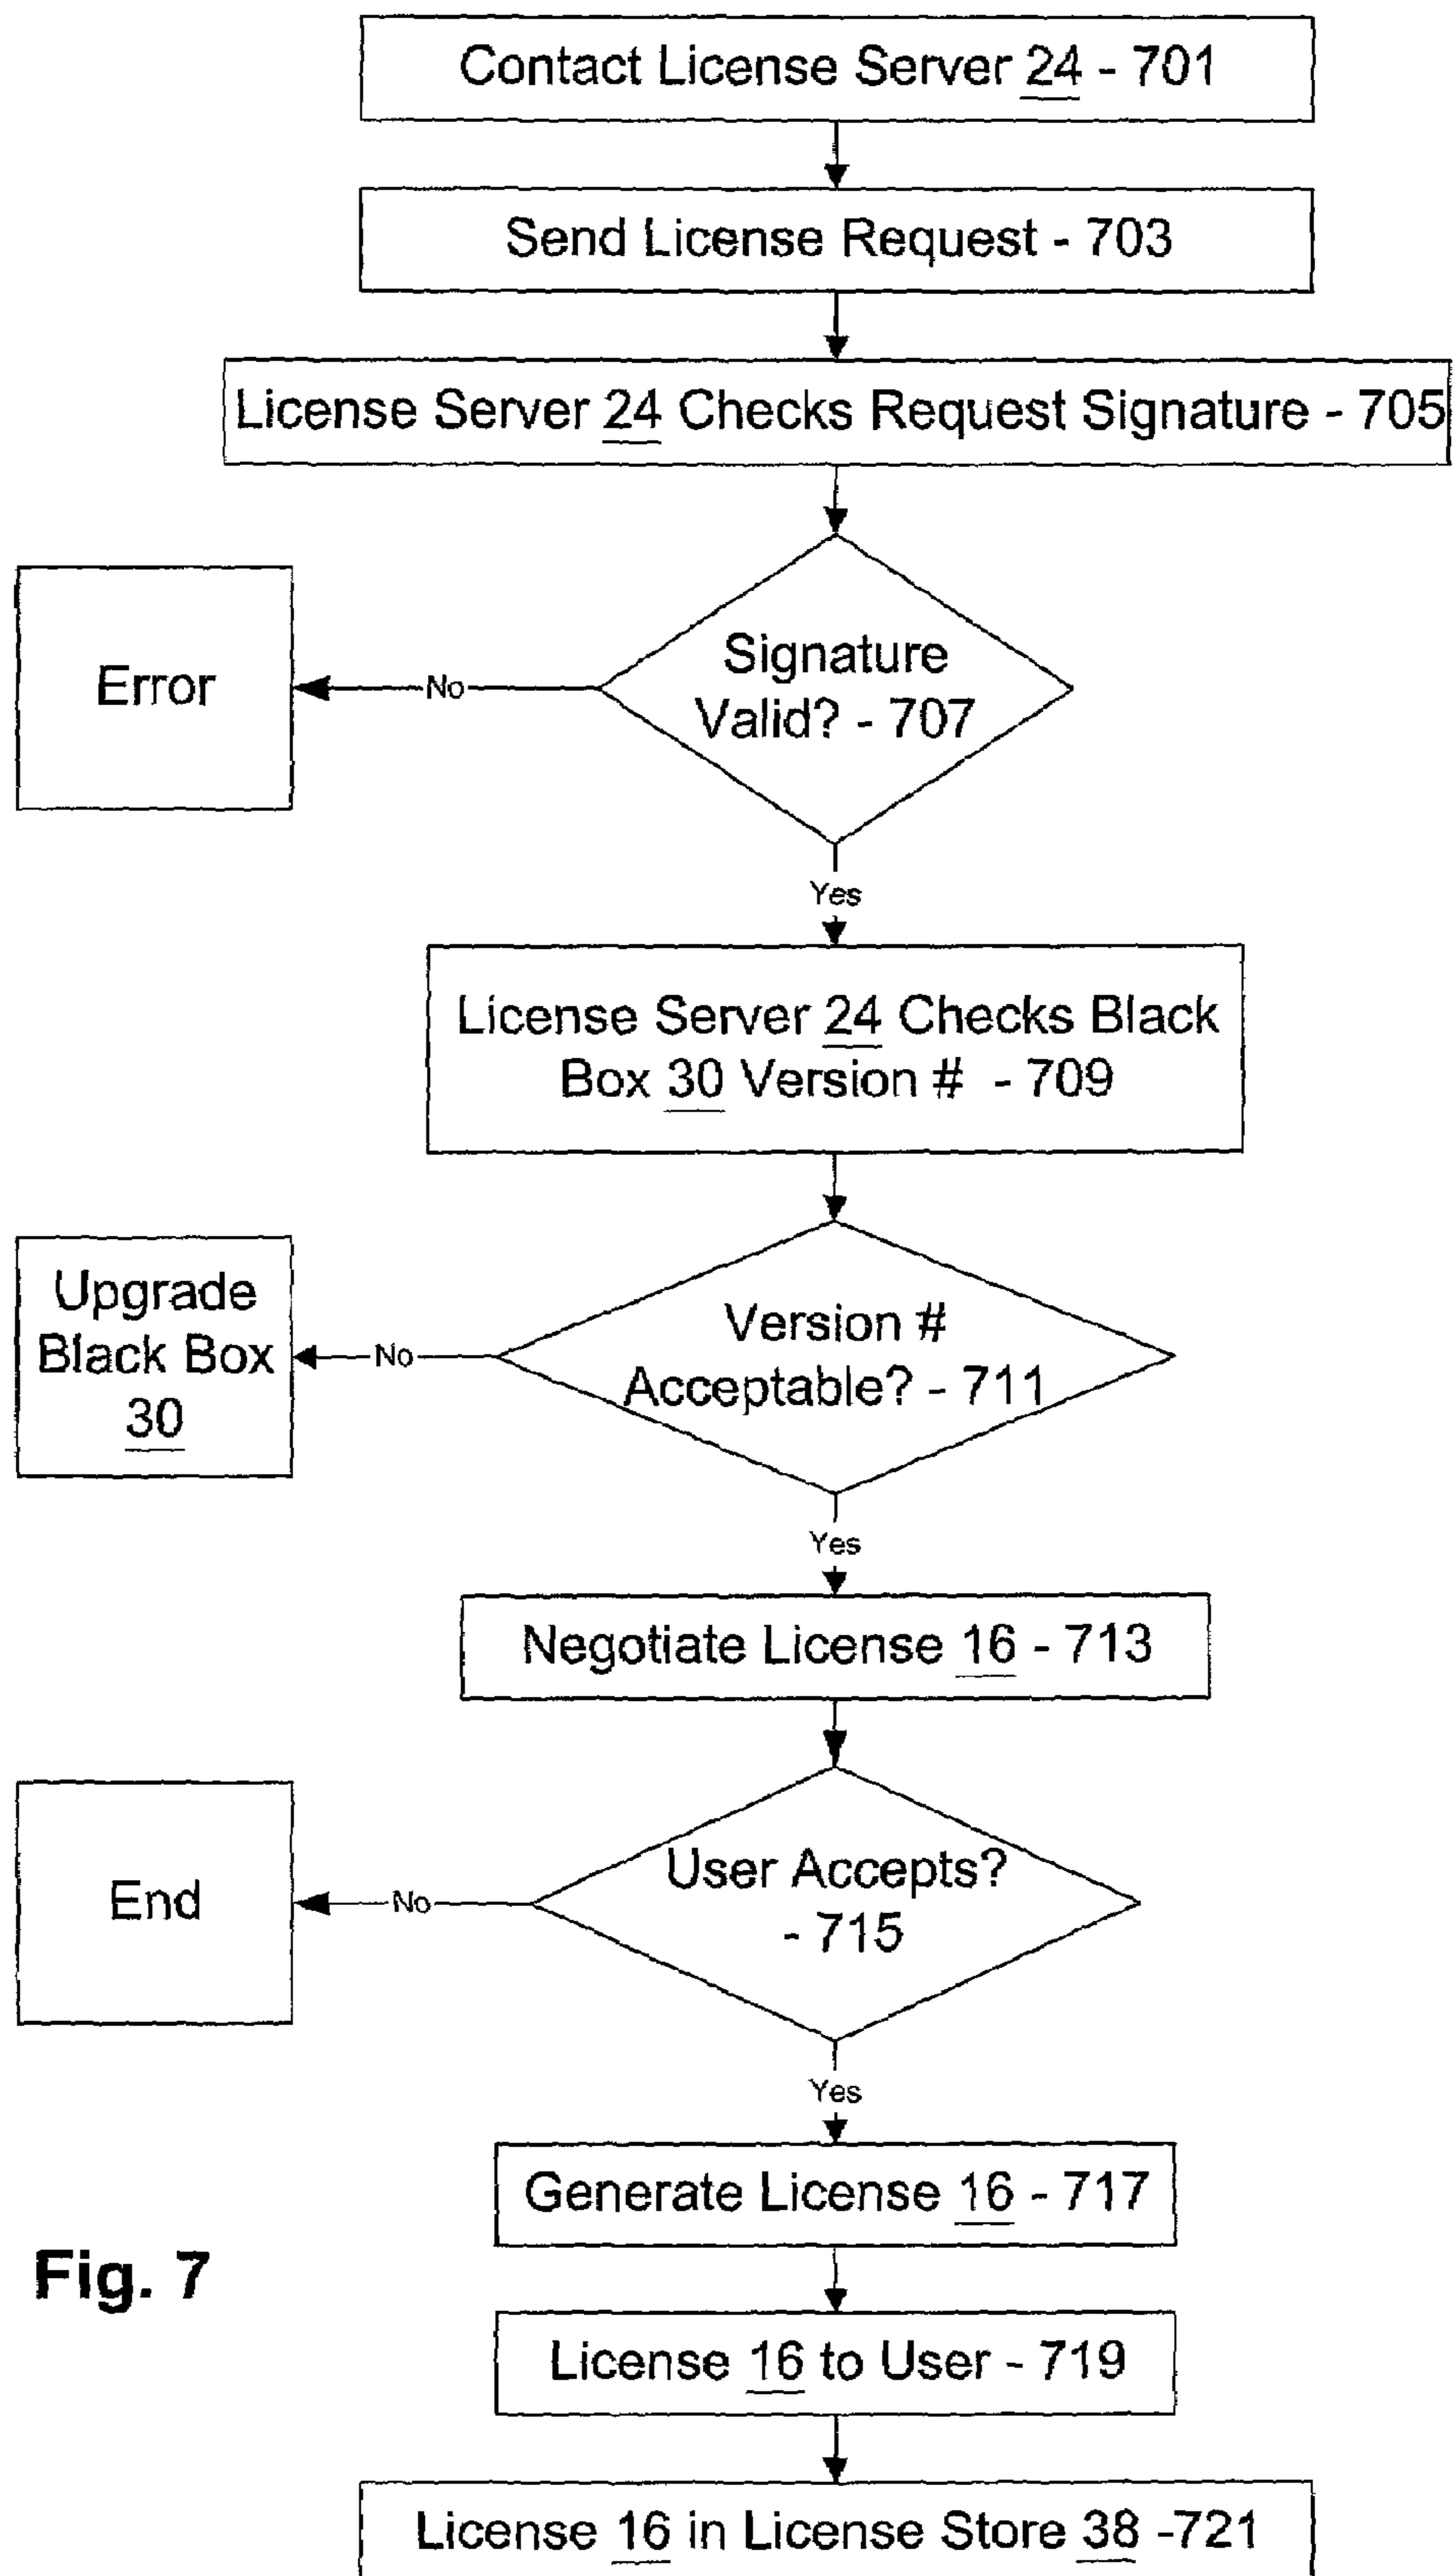 Contact License Server 24 - 701
Send License Request - 703
License Server 24 Checks Request Signature - 705
Signature
Valid? - 707
No
Error
Yes
License Server 24 Checks Black
Box 30 Version # - 709
Version #
Acceptable? - 711
No
Upgrade
Black Box
30
Yes
Negotiate License 16 - 713
User Accepts?
- 715
No
End
Yes
Generate License 16 - 717
Fig. 7
License 16 to User - 719
License 16 in License Store 38 -721